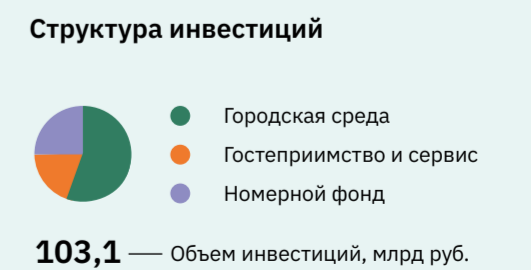 Структура инвестиций
Городская среда
Гостеприимство и сервис
Номерной фонд
103,1 — Объем инвестиций, млрд руб.